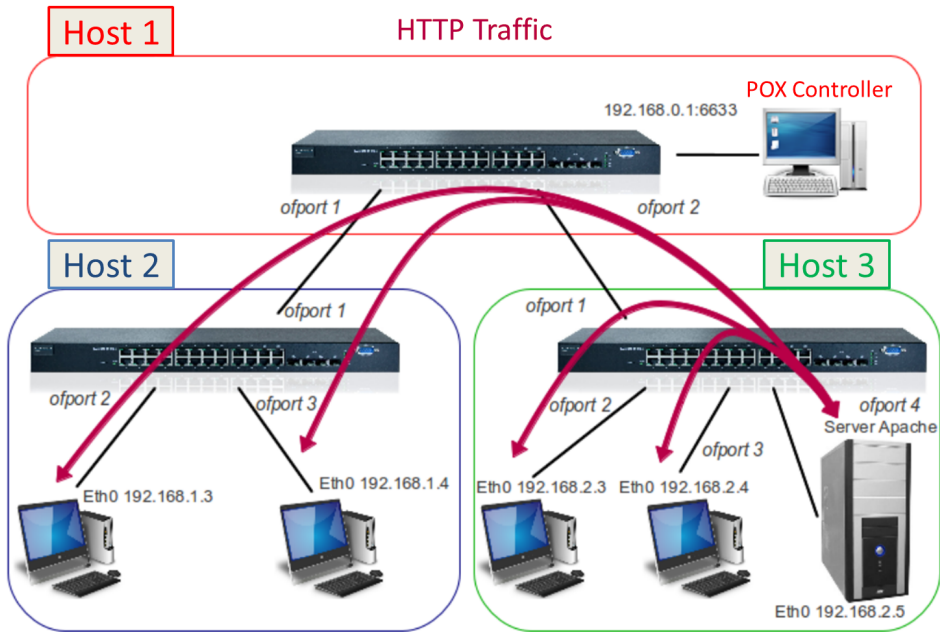 Host 1
HTTP Traffic
POX Controller
192.168.0.1:6633
ofport 1
ofport 2
Host 2
Host 3
ofport 1
ofport 1
ofport 2
ofport 3
ofport 2
ofport 4
Server Apache
ofport 3
Eth0 192.168.1.3
Eth0 192.168.1.4
Eth0 192.168.2.3
Eth0 192.168.2.4
Eth0 192.168.2.5